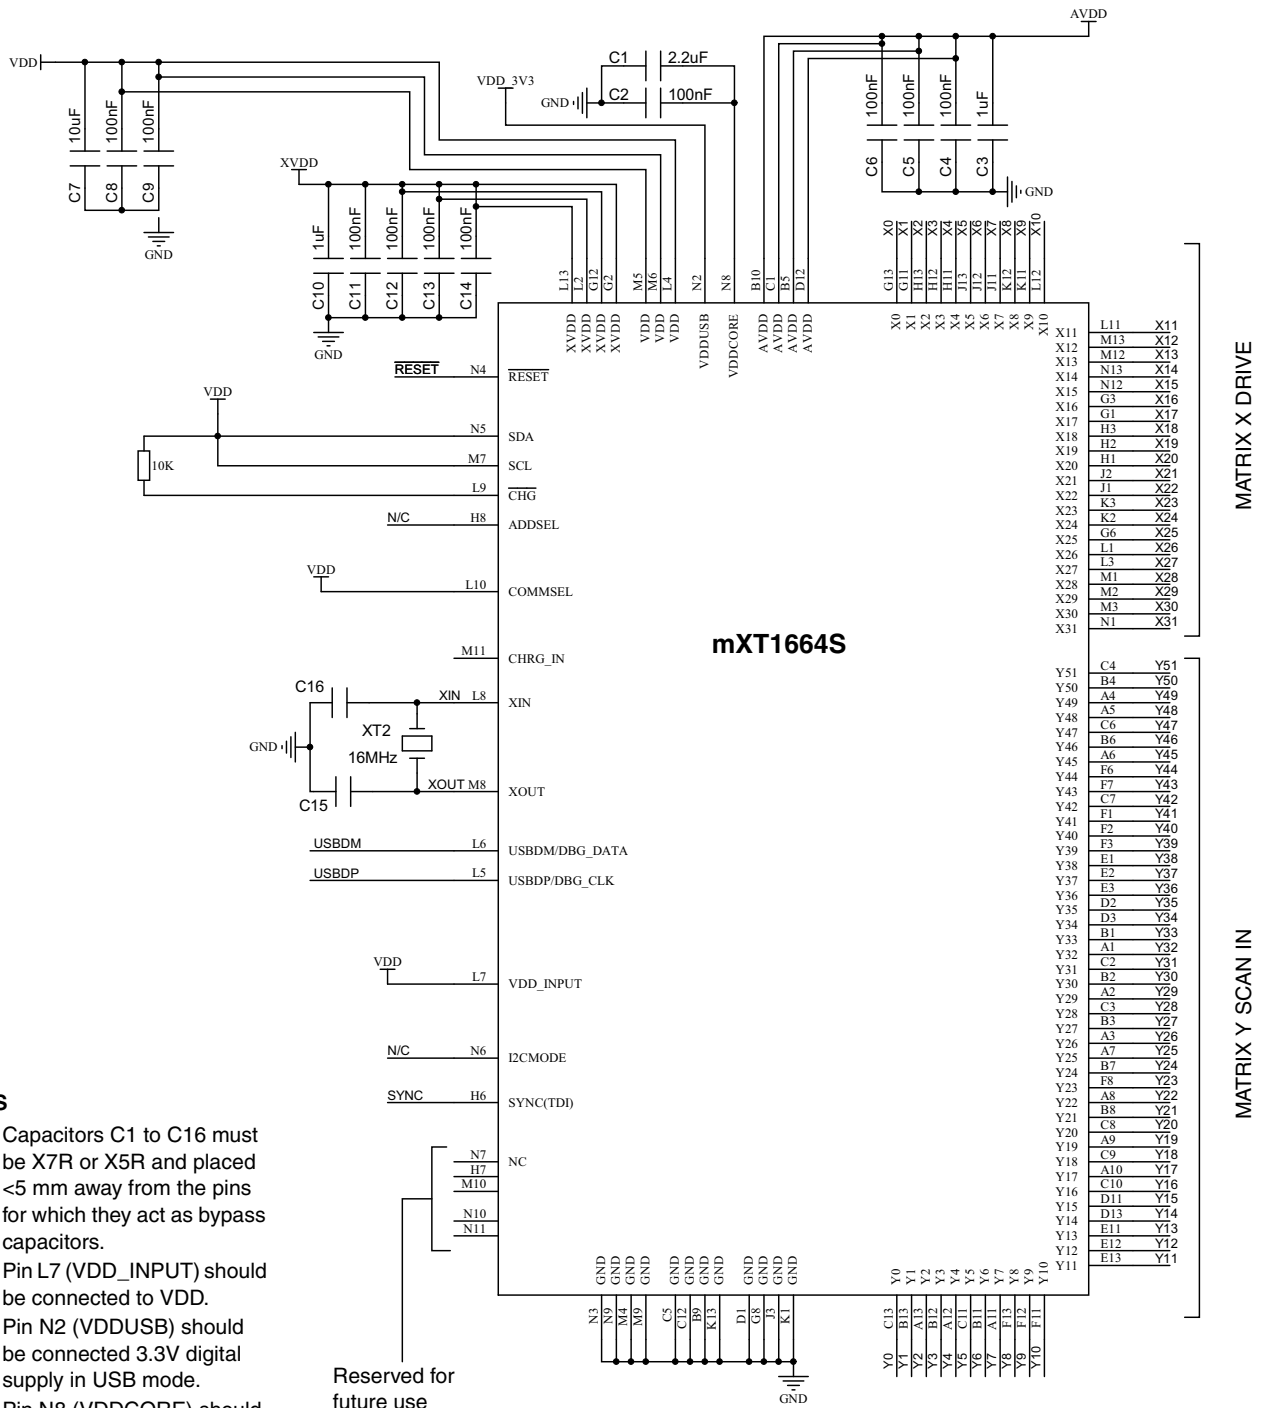 AVDD
VDD
C1 2.2uF
VDD_3V3
GND C2 100nF
10uF 100nF 100nF
C7 C8 C9
GND
100nF 100nF 100nF 1uF
C6 C5 C4 C3
GND
XVDD
1uF 100nF 100nF 100nF 100nF
C10 C11 C12 C13 C14
GND
X0 X1 X2 X3 X4 X5 X6 X7 X8 X9 X10
L13 L2 G12 G2 M5 M6 L4 N2 N8 B10 C1 B5 D12 G13 G11 H13 H12 H11 J13 J12 J11 K12 K11 L12
XVDD XVDD XVDD XVDD VDD VDD VDD VDDUSB VDDCORE AVDD AVDD AVDD AVDD X0 X1 X2 X3 X4 X5 X6 X7 X8 X9 X10
RESET N4 RESET
VDD
N5 SDA
10K
M7 SCL
L9 CHG
N/C H8 ADDSEL
VDD
L10 COMMSEL
mXT1664S
M11 CHRG_IN
C16 XIN L8 XIN
XT2
GND
16MHz
C15 XOUT M8 XOUT
USBDM L6 USBDM/DBG_DATA
USBDP L5 USBDP/DBG_CLK
VDD
L7 VDD_INPUT
N/C N6 I2CMODE
SYNC H6 SYNC(TDI)
N7 NC
H7
M10
N10
N11
X11 L11 X11
X12 M13 X12
X13 M12 X13
X14 N13 X14
X15 N12 X15
X16 G3 X16
X17 G1 X17
X18 H3 X18
X19 H2 X19
X20 H1 X20
X21 J2 X21
X22 J1 X22
X23 K3 X23
X24 K2 X24
X25 G6 X25
X26 L1 X26
X27 L3 X27
X28 M1 X28
X29 M2 X29
X30 M3 X30
X31 N1 X31
MATRIX X DRIVE
Y51 C4 Y51
Y50 B4 Y50
Y49 A4 Y49
Y48 A5 Y48
Y47 C6 Y47
Y46 B6 Y46
Y45 A6 Y45
Y44 F6 Y44
Y43 F7 Y43
Y42 C7 Y42
Y41 F1 Y41
Y40 F2 Y40
Y39 F3 Y39
Y38 E1 Y38
Y37 E2 Y37
Y36 E3 Y36
Y35 D2 Y35
Y34 D3 Y34
Y33 B1 Y33
Y32 A1 Y32
Y31 C2 Y31
Y30 B2 Y30
Y29 A2 Y29
Y28 C3 Y28
Y27 B3 Y27
Y26 A3 Y26
Y25 A7 Y25
Y24 B7 Y24
Y23 F8 Y23
Y22 A8 Y22
Y21 B8 Y21
Y20 C8 Y20
Y19 A9 Y19
Y18 C9 Y18
Y17 A10 Y17
Y16 C10 Y16
Y15 D11 Y15
Y14 D13 Y14
Y13 E11 Y13
Y12 E12 Y12
Y11 E13 Y11
MATRIX Y SCAN IN
GND GND GND GND GND GND GND GND GND GND GND GND Y0 Y1 Y2 Y3 Y4 Y5 Y6 Y7 Y8 Y9 Y10
N3 N9 M4 M9 C5 C12 B9 K13 D1 G8 J3 K1 C13 B13 A13 B12 A12 C11 B11 A11 F13 F12 F11
Y0 Y1 Y2 Y3 Y4 Y5 Y6 Y7 Y8 Y9 Y10
GND
Reserved for
future use
S
Capacitors C1 to C16 must
be X7R or X5R and placed
<5 mm away from the pins
for which they act as bypass
capacitors.
Pin L7 (VDD_INPUT) should
be connected to VDD.
Pin N2 (VDDUSB) should
be connected 3.3V digital
supply in USB mode.
Pin N8 (VDDCORE) should